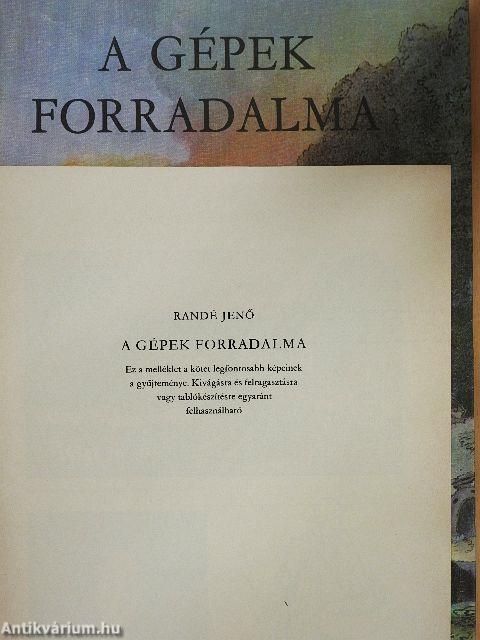 A GÉPEK
FORRADALMA
RANDÉ JENŐ
A GÉPEK FORRADALMA
Ez a melléklet a kötet legfontosabb képeinek
a gyűjteménye. Kivágásra és felragasztásra
vagy tablókészítésre egyaránt
felhasználható
Antikvárium.hu